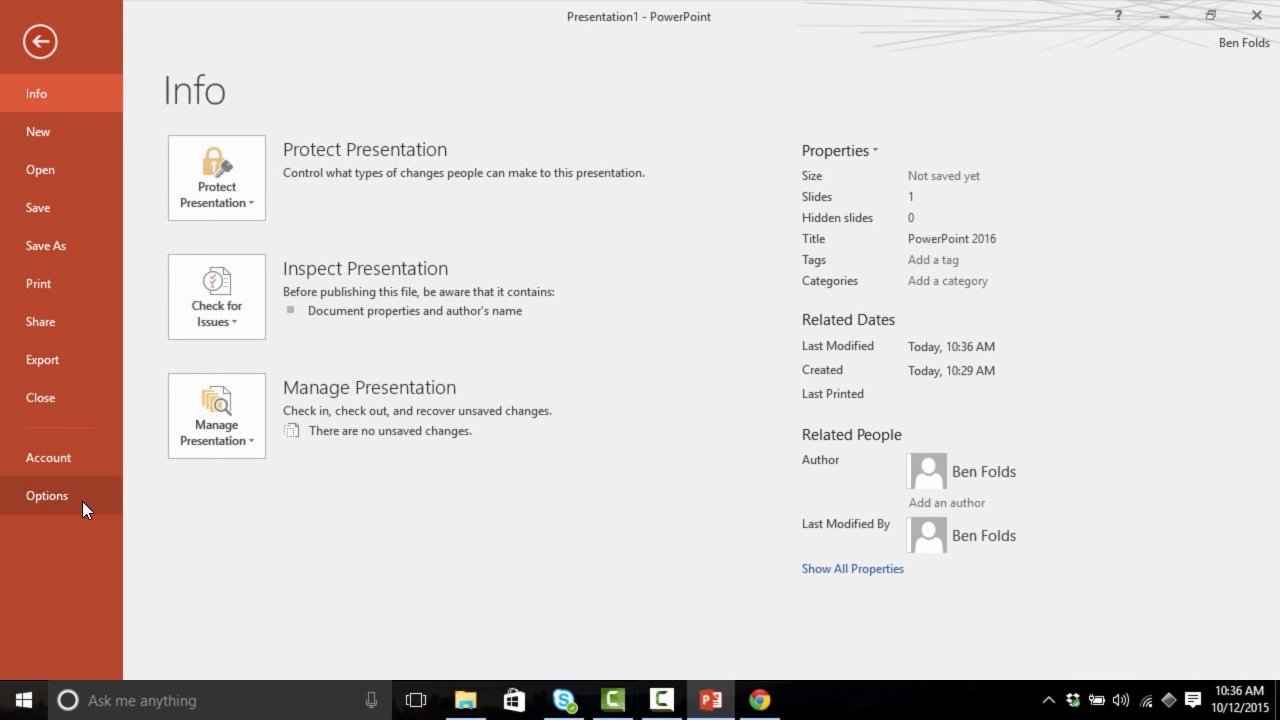 Presentation1 - PowerPoint
?
Ben Folds
Info
New
Open
Save
Save As
Print
Share
Export
Close
Account
Options
Info
Protect
Presentation
Protect Presentation
Control what types of changes people can make to this presentation.
Check for
Issues
Inspect Presentation
Before publishing this file, be aware that it contains:
Document properties and author's name
Manage
Presentation
Manage Presentation
Check in, check out, and recover unsaved changes.
There are no unsaved changes.
Properties
Size Not saved yet
Slides 1
Hidden slides 0
Title PowerPoint 2016
Tags Add a tag
Categories Add a category
Related Dates
Last Modified Today, 10:36 AM
Created Today, 10:29 AM
Last Printed
Related People
Author Ben Folds
Add an author
Last Modified By Ben Folds
Show All Properties
Ask me anything
10:36 AM
10/12/2015